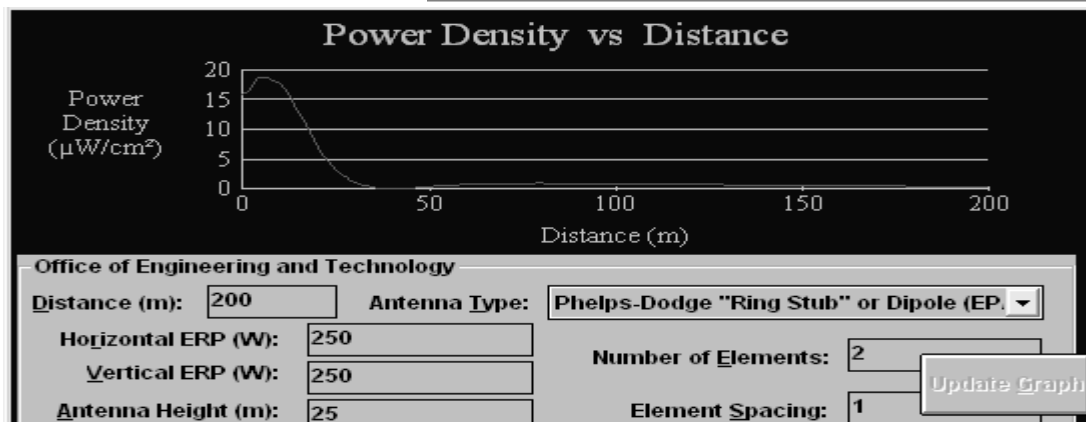 Power Density vs Distance
Power
Density
(µW/cm²)
20
15
10
5
0
0 50 100 150 200
Distance (m)
Office of Engineering and Technology
Distance (m): 200 Antenna Type: Phelps-Dodge "Ring Stub" or Dipole (EP.
Horizontal ERP (W): 250 Number of Elements: 2
Vertical ERP (W): 250 Update Graph
Antenna Height (m): 25 Element Spacing: 1